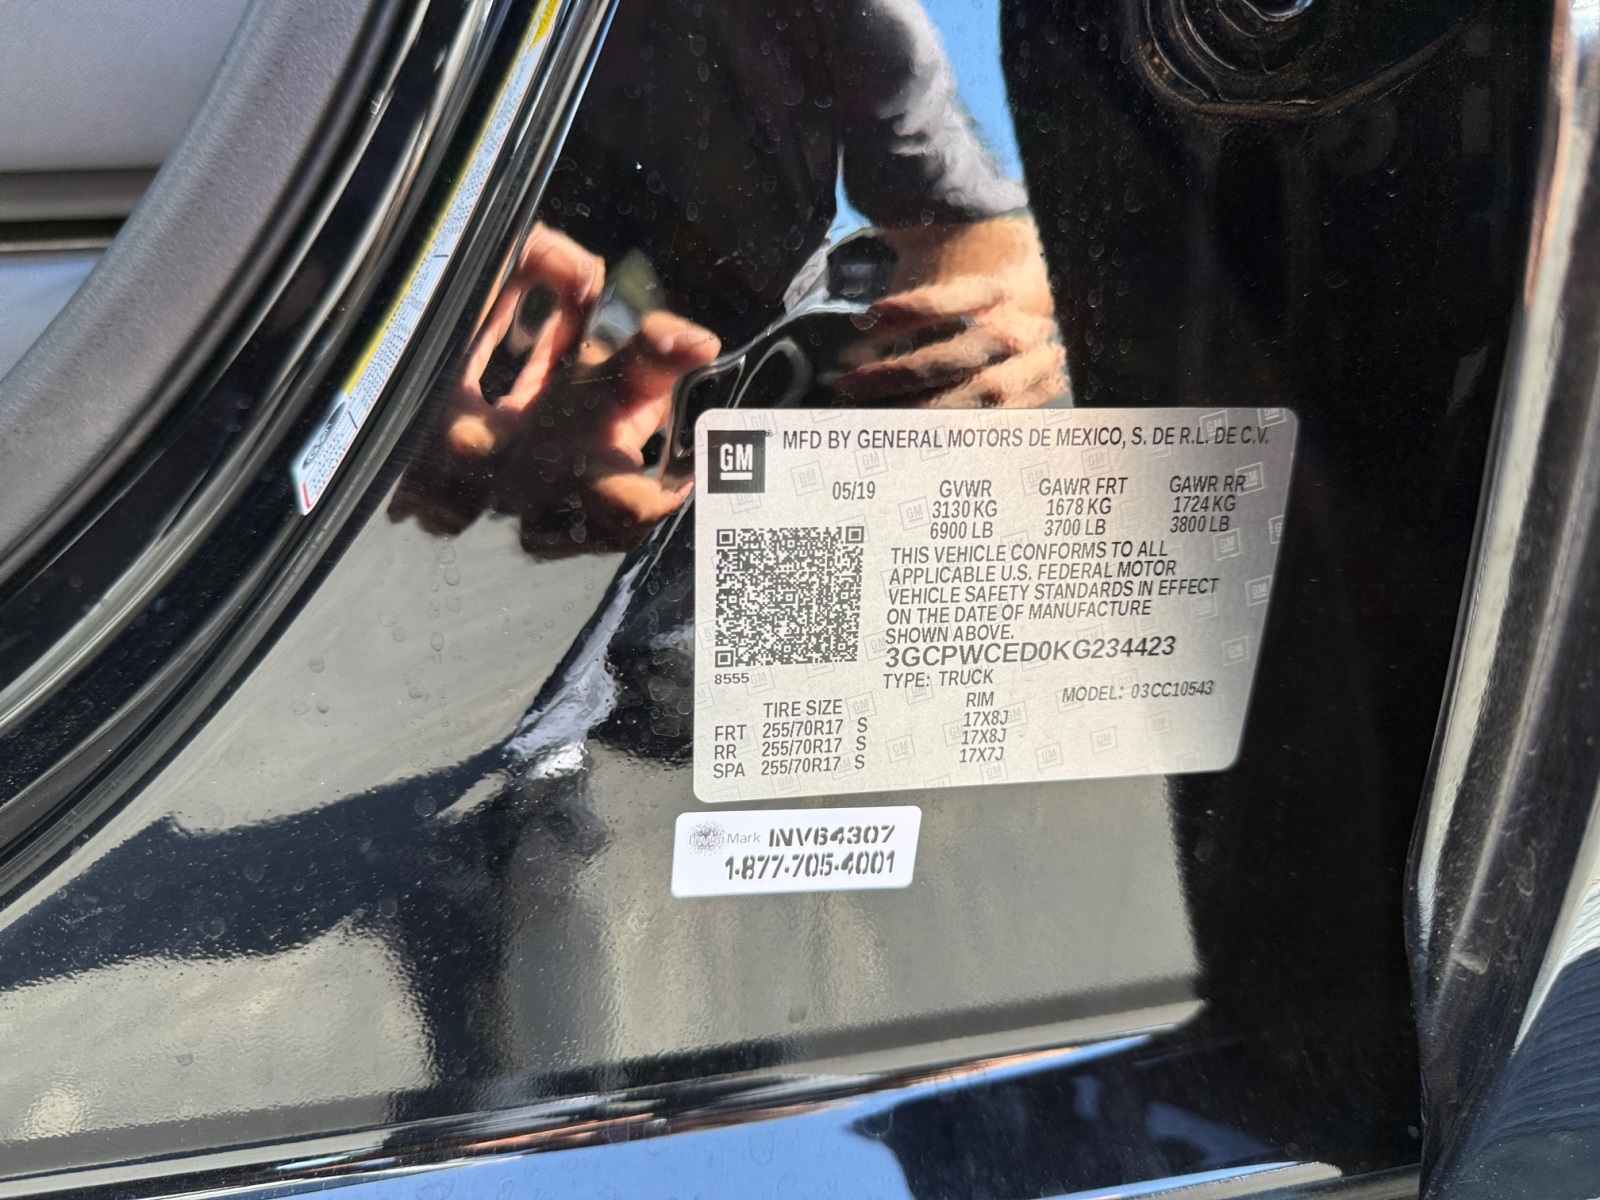 GM MFD BY GENERAL MOTORS DE MEXICO, S. DE R.L. DE C.V.
05/19 GVWR GAWR FRT GAWR RR
3130 KG 1678 KG 1724 KG
6900 LB 3700 LB 3800 LB
THIS VEHICLE CONFORMS TO ALL
APPLICABLE U.S. FEDERAL MOTOR
VEHICLE SAFETY STANDARDS IN EFFECT
ON THE DATE OF MANUFACTURE
SHOWN ABOVE.
3GCPWCED0KG234423
8555
TYPE: TRUCK MODEL: 03CC10543
TIRE SIZE RIM
FRT 255/70R17 S 17X8J
RR 255/70R17 S 17X8J
SPA 255/70R17 S 17X7J
Mark INV64307
1-877-705-4001